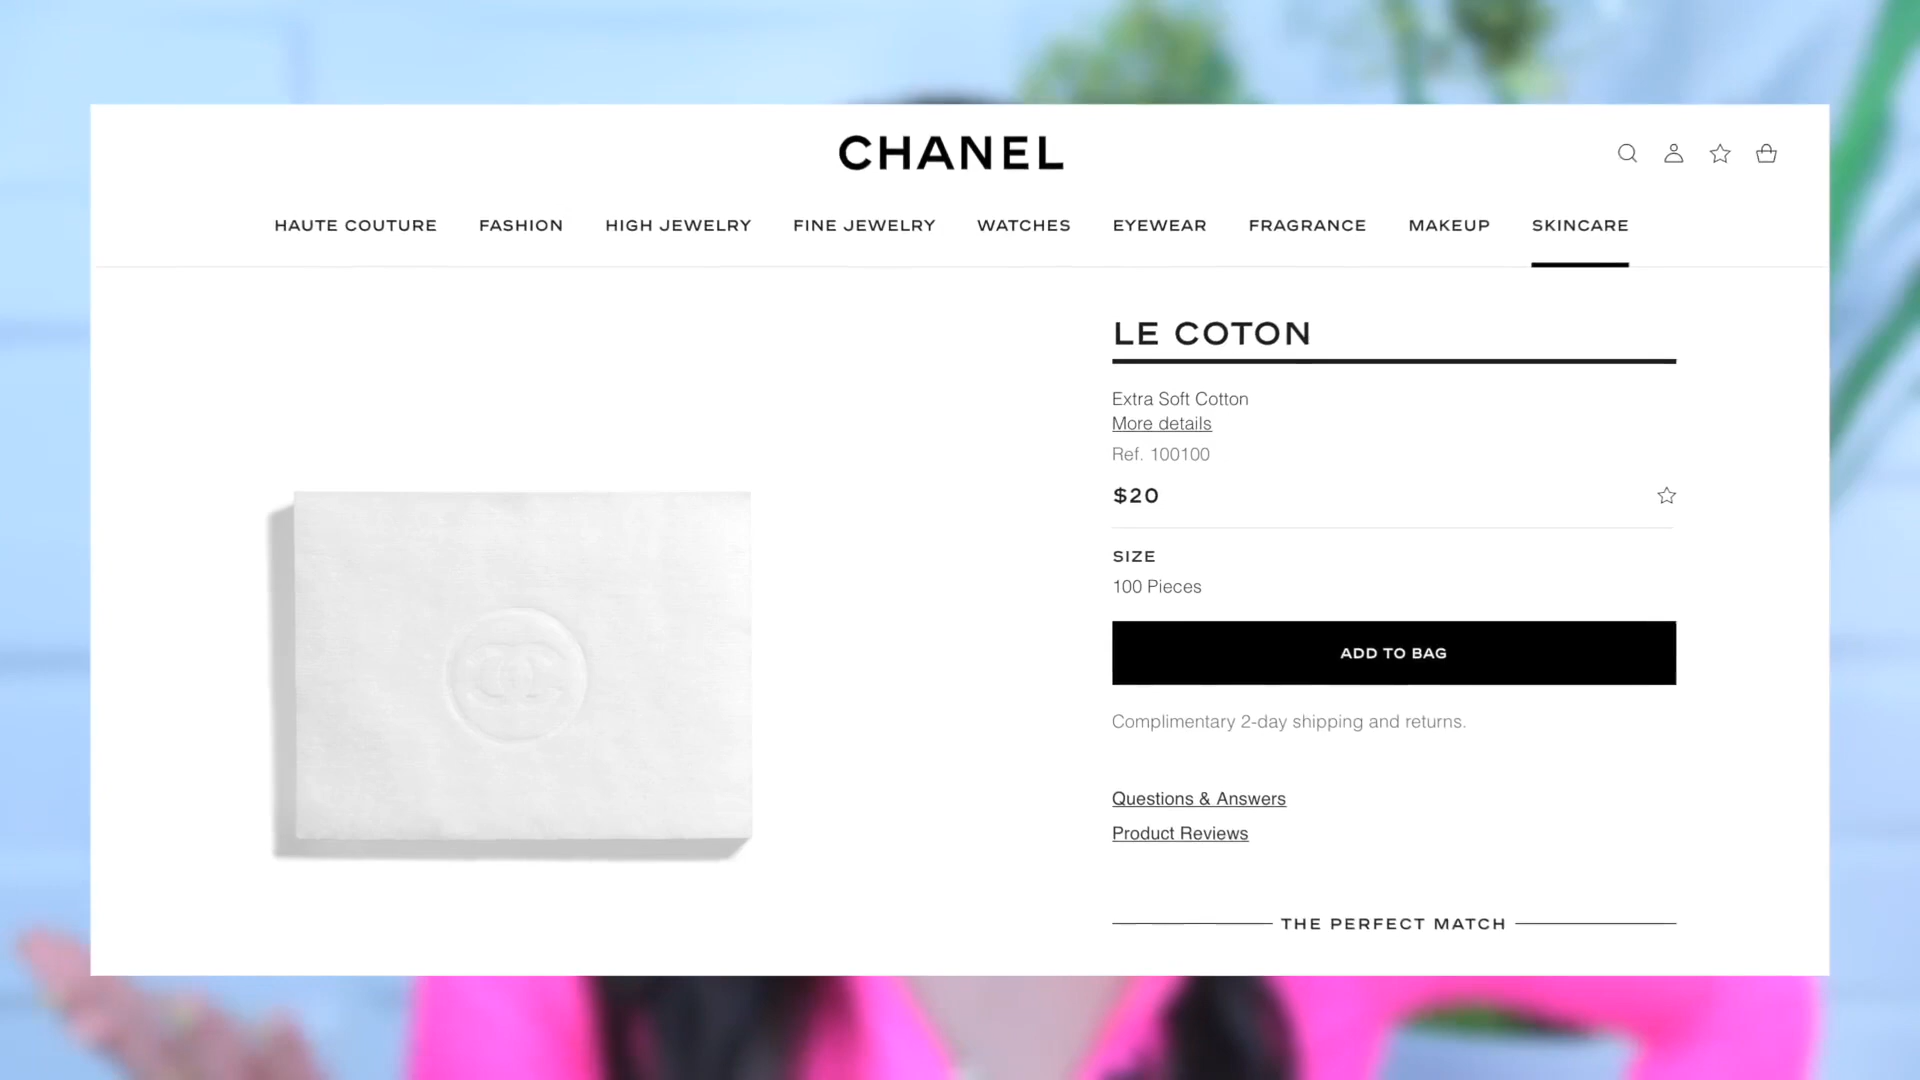 CHANEL
HAUTE COUTURE FASHION HIGH JEWELRY FINE JEWELRY WATCHES EYEWEAR FRAGRANCE MAKEUP SKINCARE
LE COTON
Extra Soft Cotton
More details
Ref. 100100
$20
SIZE
100 Pieces
ADD TO BAG
Complimentary 2-day shipping and returns.
Questions & Answers
Product Reviews
THE PERFECT MATCH